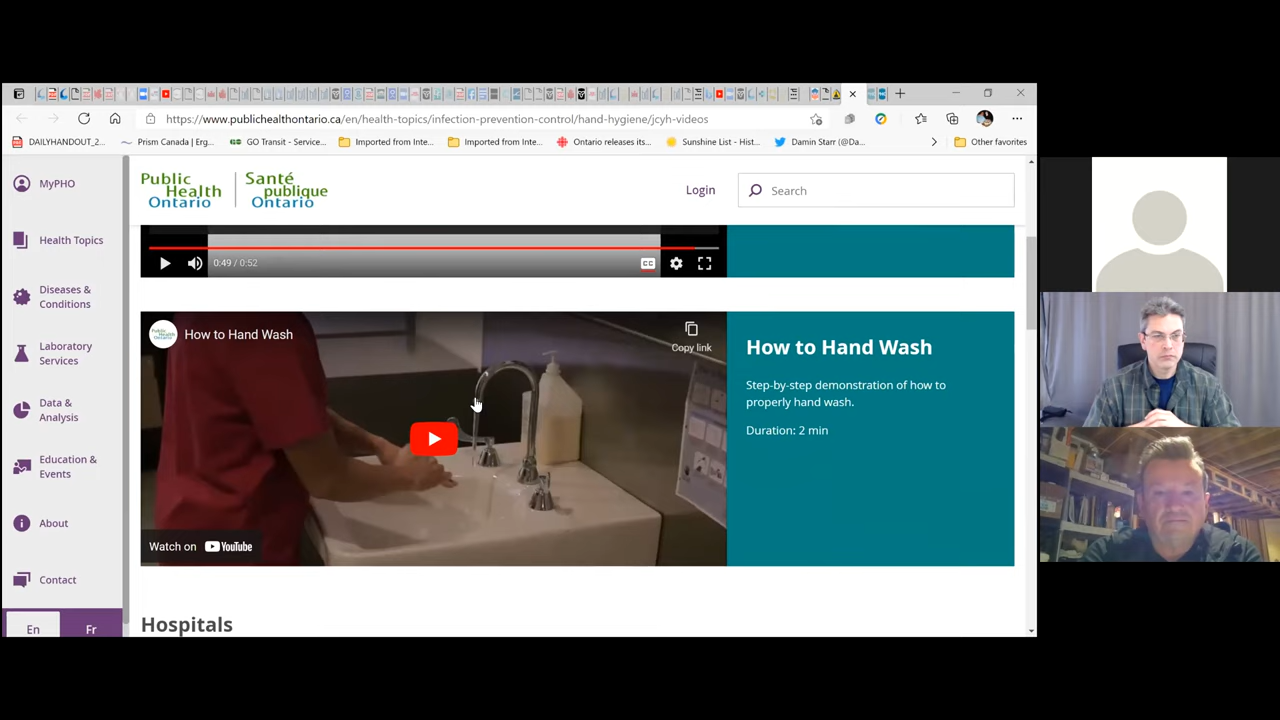 https://www.publichealthontario.ca/en/health-topics/infection-prevention-control/hand-hygiene/jcyh-videos
DAILYHANDOUT_2...
Prism Canada | Erg...
GO Transit - Service...
Imported from Inte...
Imported from Inte...
Ontario releases its...
Sunshine List - Hist...
Damin Starr (@Da...
Other favorites
MyPHO
Health Topics
Diseases &
Conditions
Laboratory
Services
Data &
Analysis
Education &
Events
About
Contact
En
Fr
Public
Health
Ontario
Santé
publique
Ontario
Login
Search
0:49 / 0:52
CC
How to Hand Wash
Copy link
Watch on YouTube
How to Hand Wash
Step-by-step demonstration of how to
properly hand wash.
Duration: 2 min
Hospitals